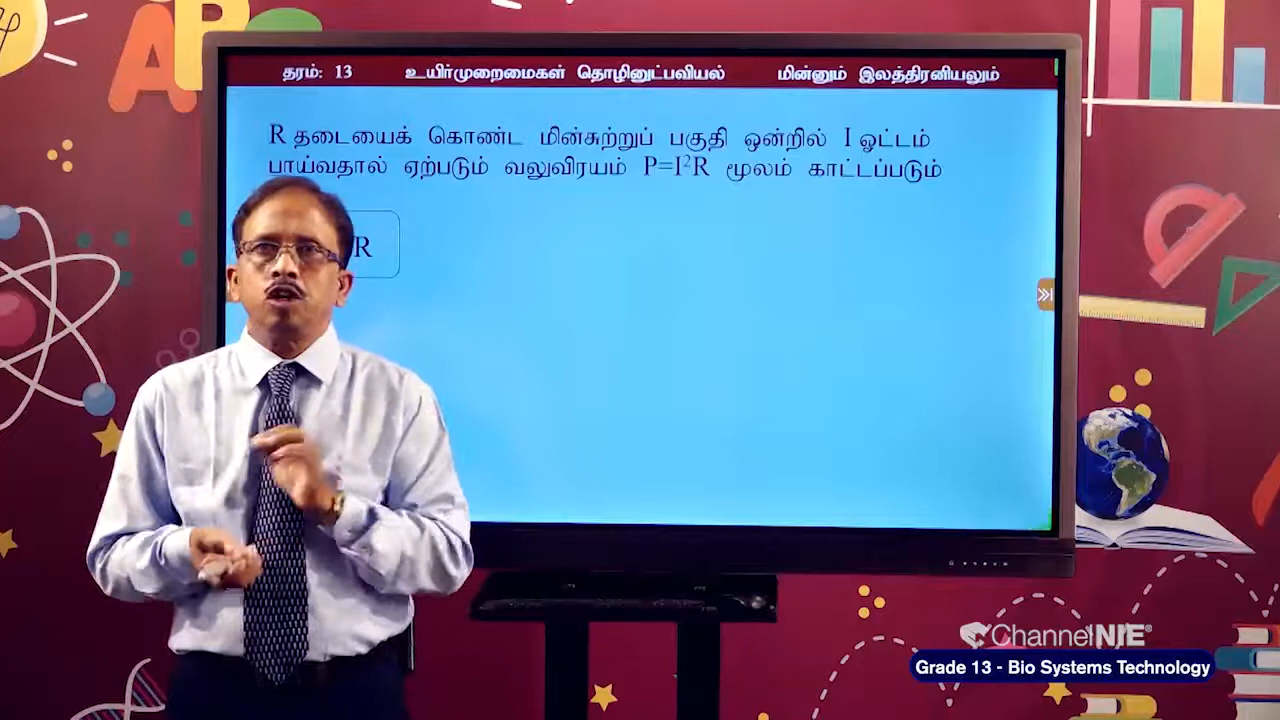 தரம்: 13 உயிர்முறைமைகள் தொழினுட்பவியல் மின்னும் இலத்திரனியலும்
R தடையைக் கொண்ட மின்சுற்றுப் பகுதி ஒன்றில் I ஓட்டம்
பாய்வதால் ஏற்படும் வலுவிரயம் P=I²R மூலம் காட்டப்படும்
R
Channel NIE
Grade 13 - Bio Systems Technology